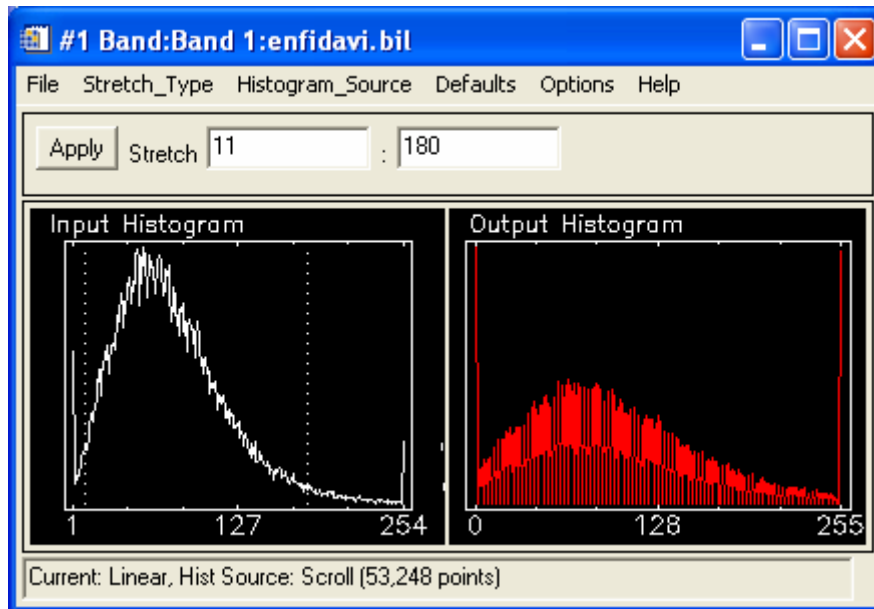 #1 Band:Band 1:enfidavi.bil
File Stretch_Type Histogram_Source Defaults Options Help
Apply Stretch 11 : 180
Input Histogram
1 127 254
Output Histogram
0 128 255
Current: Linear, Hist Source: Scroll (53,248 points)